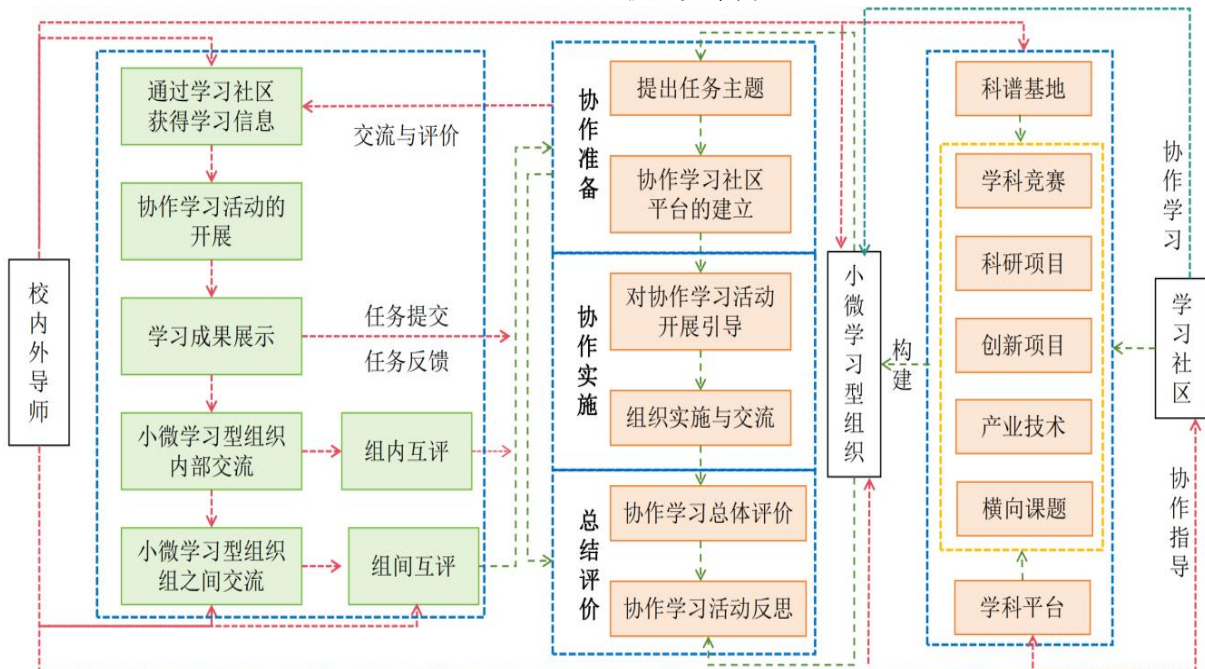 校内外导师
通过学习社区
获得学习信息
协作学习活动的
开展
学习成果展示
小微学习型组织
内部交流
组内互评
小微学习型组织
组之间交流
组间互评
交流与评价
任务提交
任务反馈
协作准备
提出任务主题
协作学习社区
平台的建立
协作实施
对协作学习活动
开展引导
组织实施与交流
总结评价
协作学习总体评价
协作学习活动反思
小微学习型组织
构建
科谱基地
学科竞赛
科研项目
创新项目
产业技术
横向课题
学科平台
协作学习
学习社区
协作指导